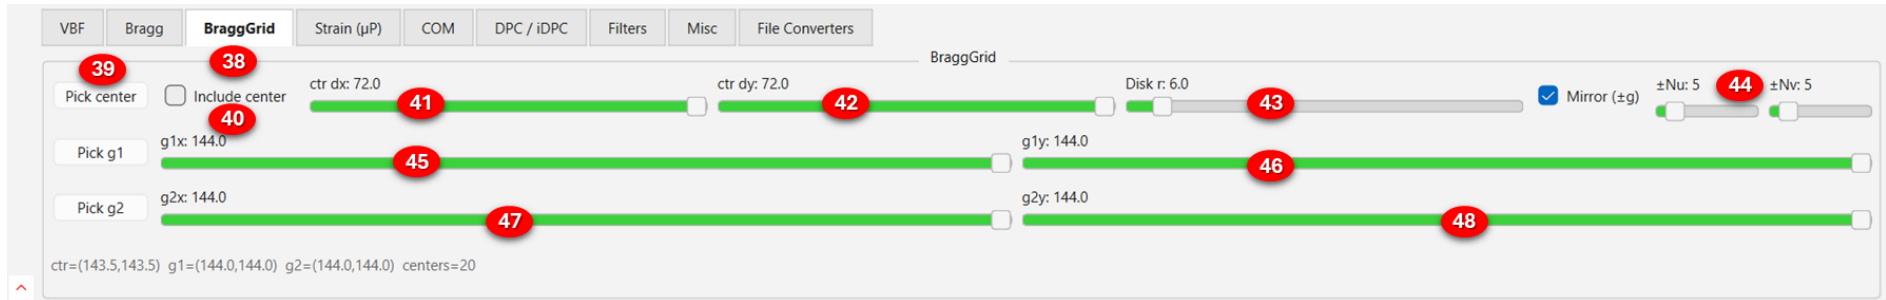 VBF Bragg BraggGrid Strain (μP) COM DPC / iDPC Filters Misc File Converters
38
BraggGrid
39
Pick center
Include center
40
ctr dx: 72.0
41
ctr dy: 72.0
42
Disk r: 6.0
43
Mirror (±g)
±Nu: 5
44
±Nv: 5
Pick g1
g1x: 144.0
45
g1y: 144.0
46
Pick g2
g2x: 144.0
47
g2y: 144.0
48
ctr=(143.5,143.5) g1=(144.0,144.0) g2=(144.0,144.0) centers=20